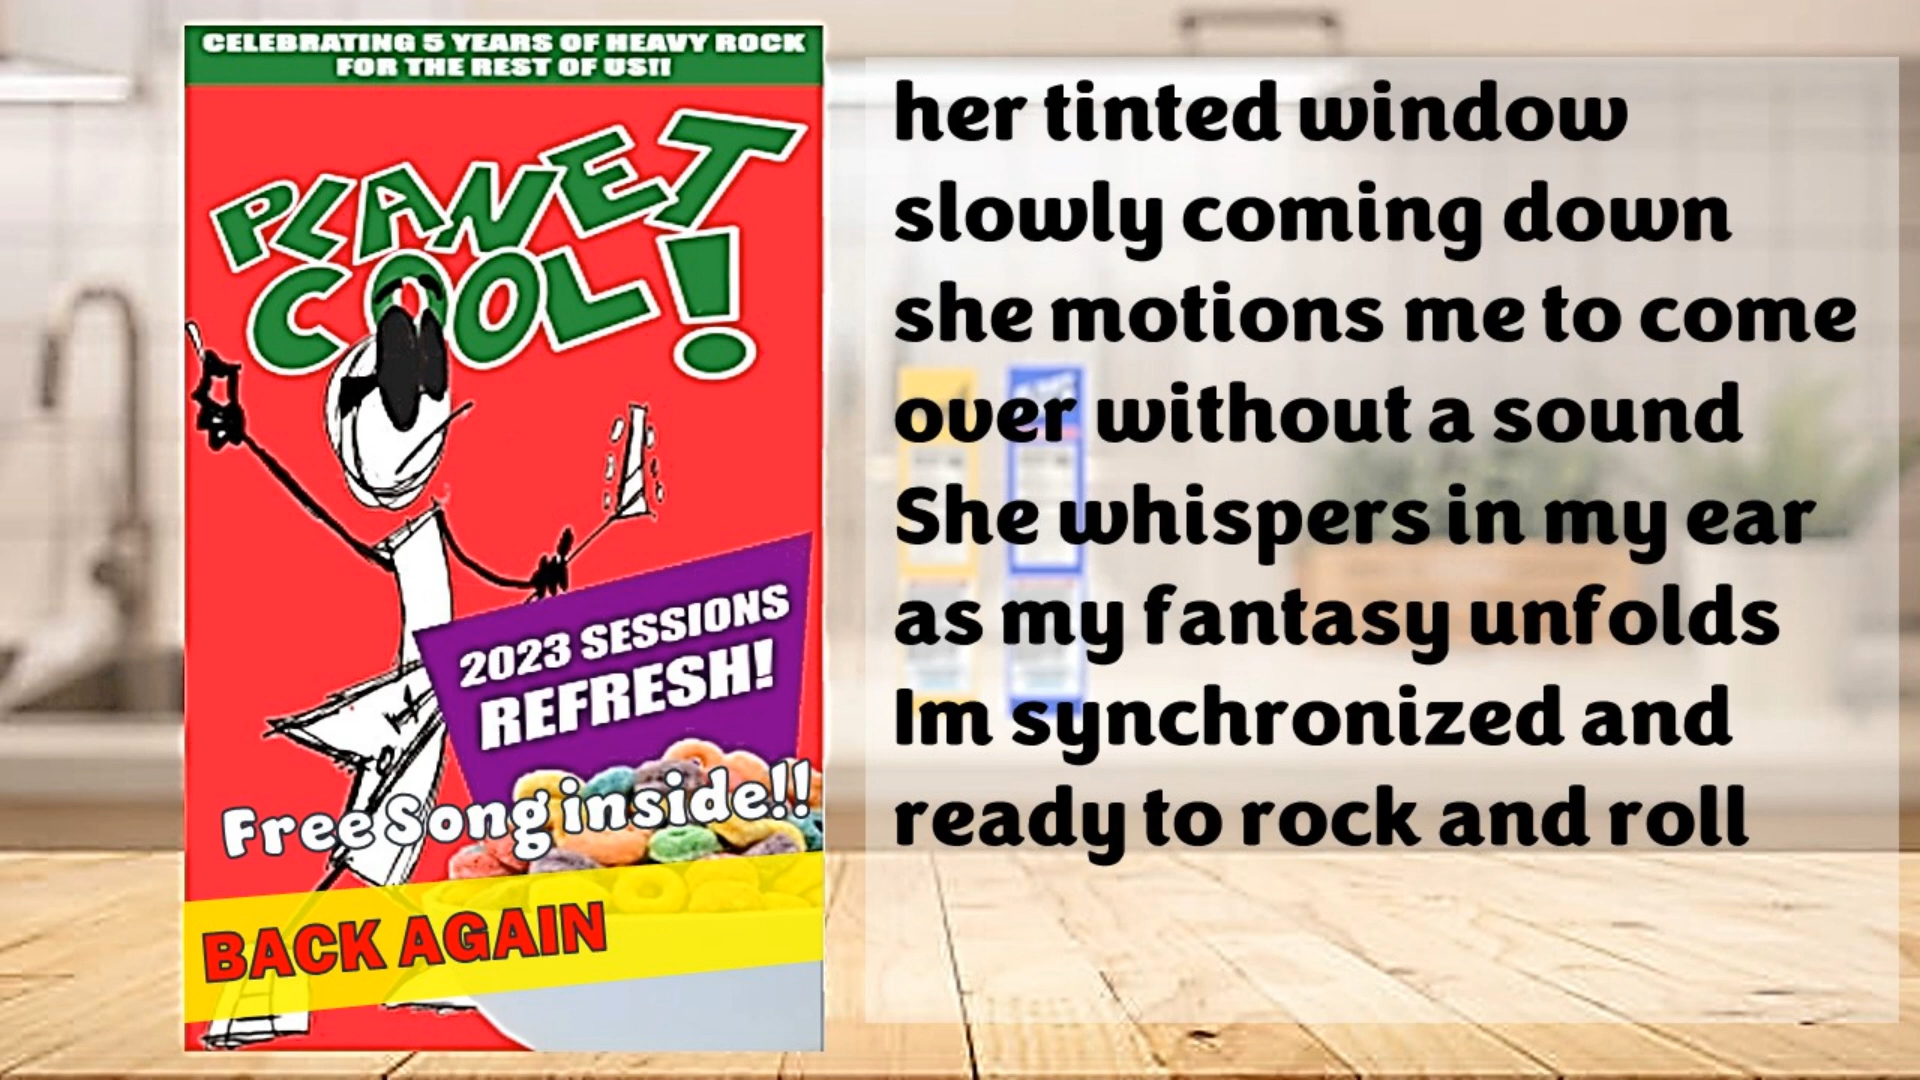 CELEBRATING 5 YEARS OF HEAVY ROCK
FOR THE REST OF US!!
PLANET
COOL!
2023 SESSIONS
REFRESH!
Free Song inside!!
BACK AGAIN
her tinted window
slowly coming down
she motions me to come
over without a sound
She whispers in my ear
as my fantasy unfolds
Im synchronized and
ready to rock and roll